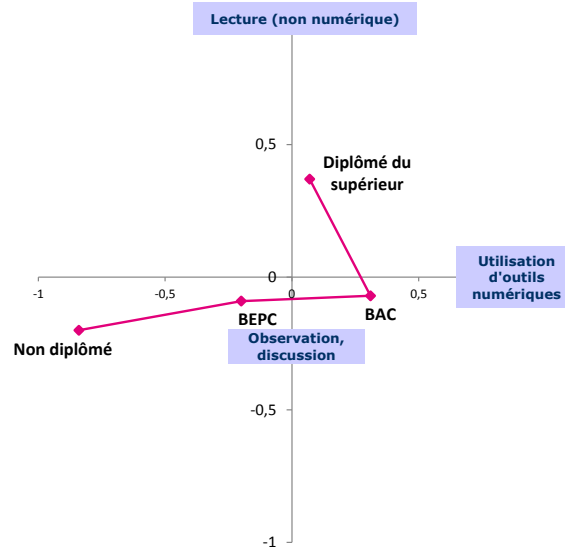 Lecture (non numérique)
0,5
Diplômé du
supérieur
Utilisation
d'outils
numériques
0
-1
-0,5
0
0,5
BEPC
BAC
Non diplômé
Observation,
discussion
-0,5
-1